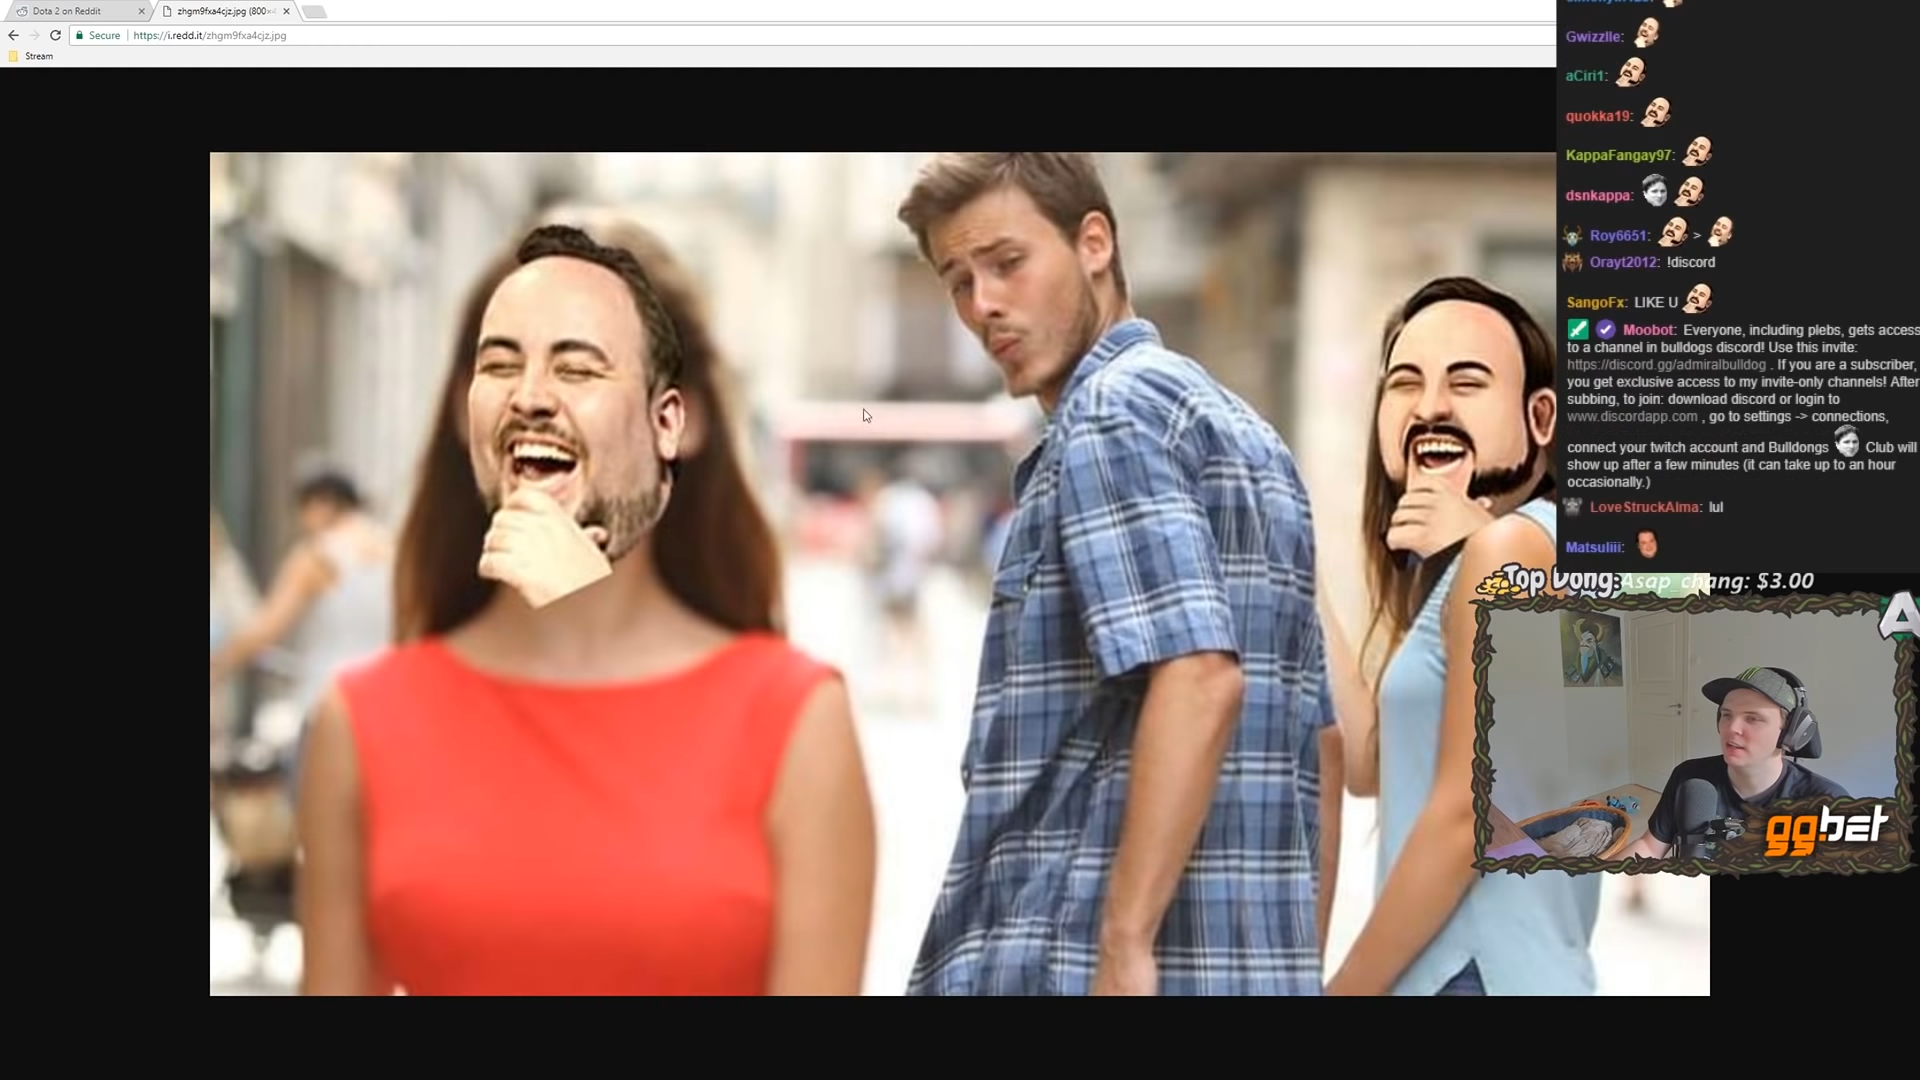 Dota 2 on Reddit
zhgm9fxa4cjz.jpg (800×
Secure
https://i.redd.it/zhgm9fxa4cjz.jpg
Stream
Gwizzlle:
aCiri1:
quokka19:
KappaFangay97:
dsnkappa:
Roy6651: >
Orayt2012: !discord
SangoFx: LIKE U
Moobot: Everyone, including plebs, gets access
to a channel in bulldogs discord! Use this invite:
https://discord.gg/admiralbulldog . If you are a subscriber,
you get exclusive access to my invite-only channels! After
subbing, to join: download discord or login to
www.discordapp.com , go to settings -> connections,
connect your twitch account and Bulldongs Club will
show up after a few minutes (it can take up to an hour
occasionally.)
LoveStruckAlma: lul
Matsuliii:
Top Dong: Asap_chang: $3.00
A
gg.bet